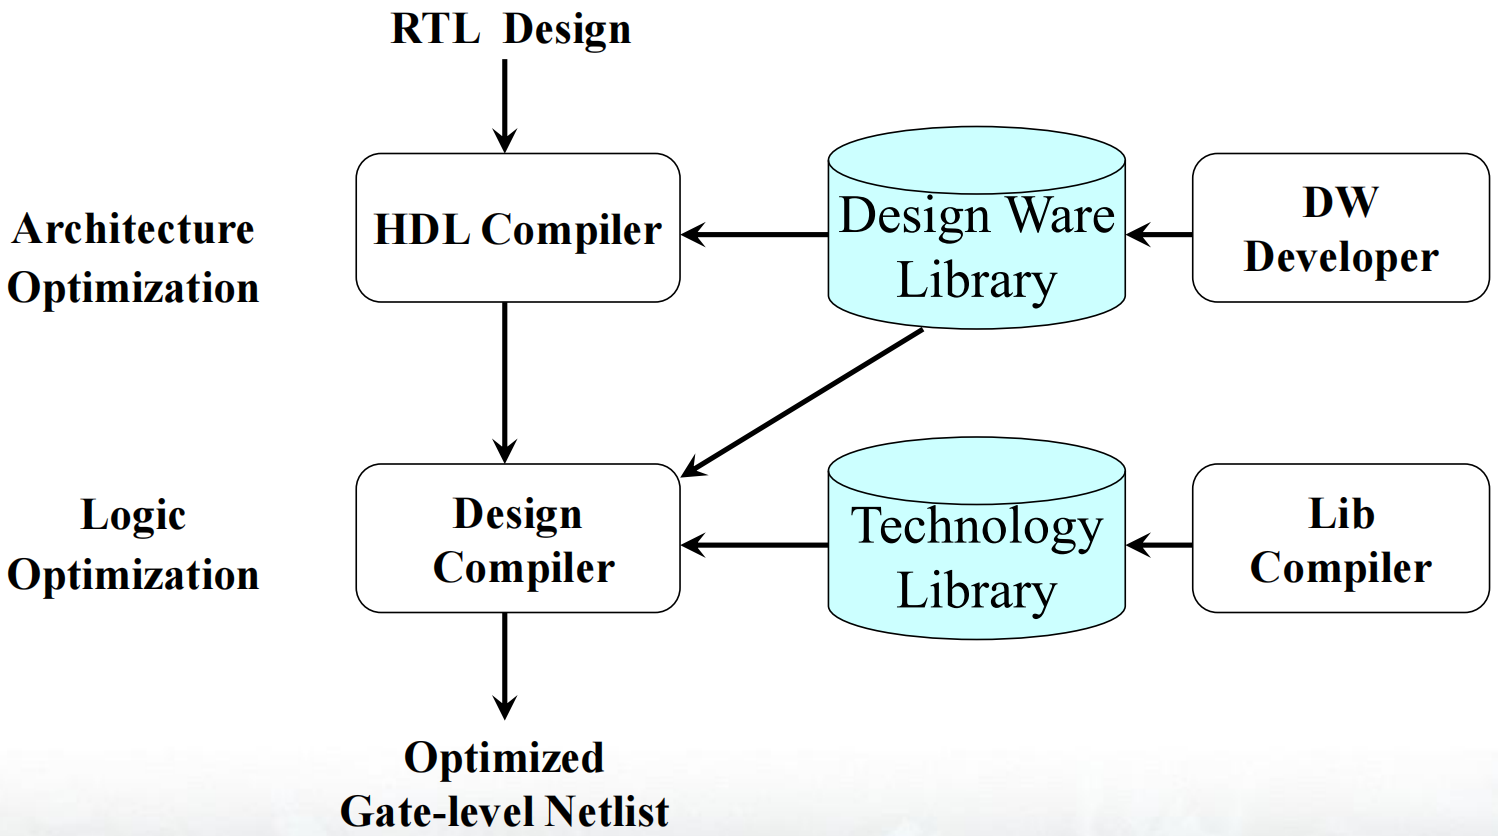 RTL Design
Architecture
Optimization
HDL Compiler
Design Ware
Library
DW
Developer
Logic
Optimization
Design
Compiler
Technology
Library
Lib
Compiler
Optimized
Gate-level Netlist